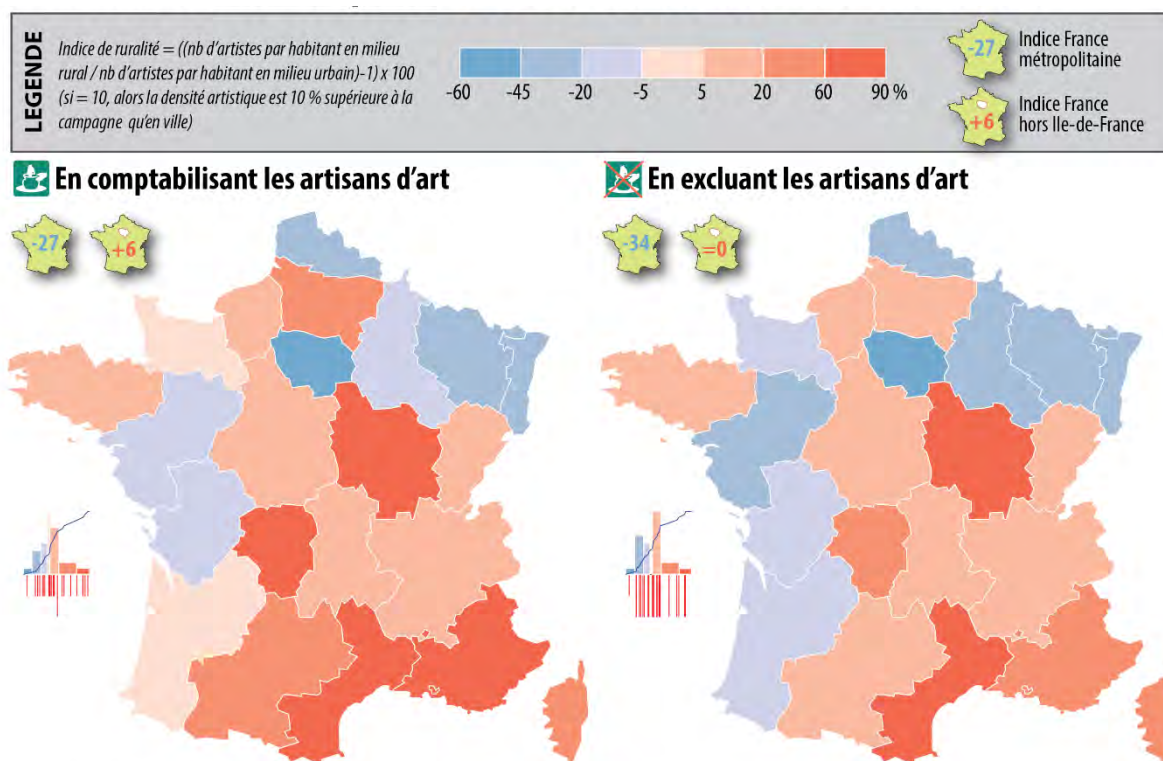 LEGENDE
Indice de ruralité = ((nb d'artistes par habitant en milieu
rural / nb d'artistes par habitant en milieu urbain)-1) x 100
(si = 10, alors la densité artistique est 10 % supérieure à la
campagne qu'en ville)
-60 -45 -20 -5 5 20 60 90 %
-27
Indice France
métropolitaine
+6
Indice France
hors Ile-de-France
En comptabilisant les artisans d'art
-27
+6
En excluant les artisans d'art
-34
=0